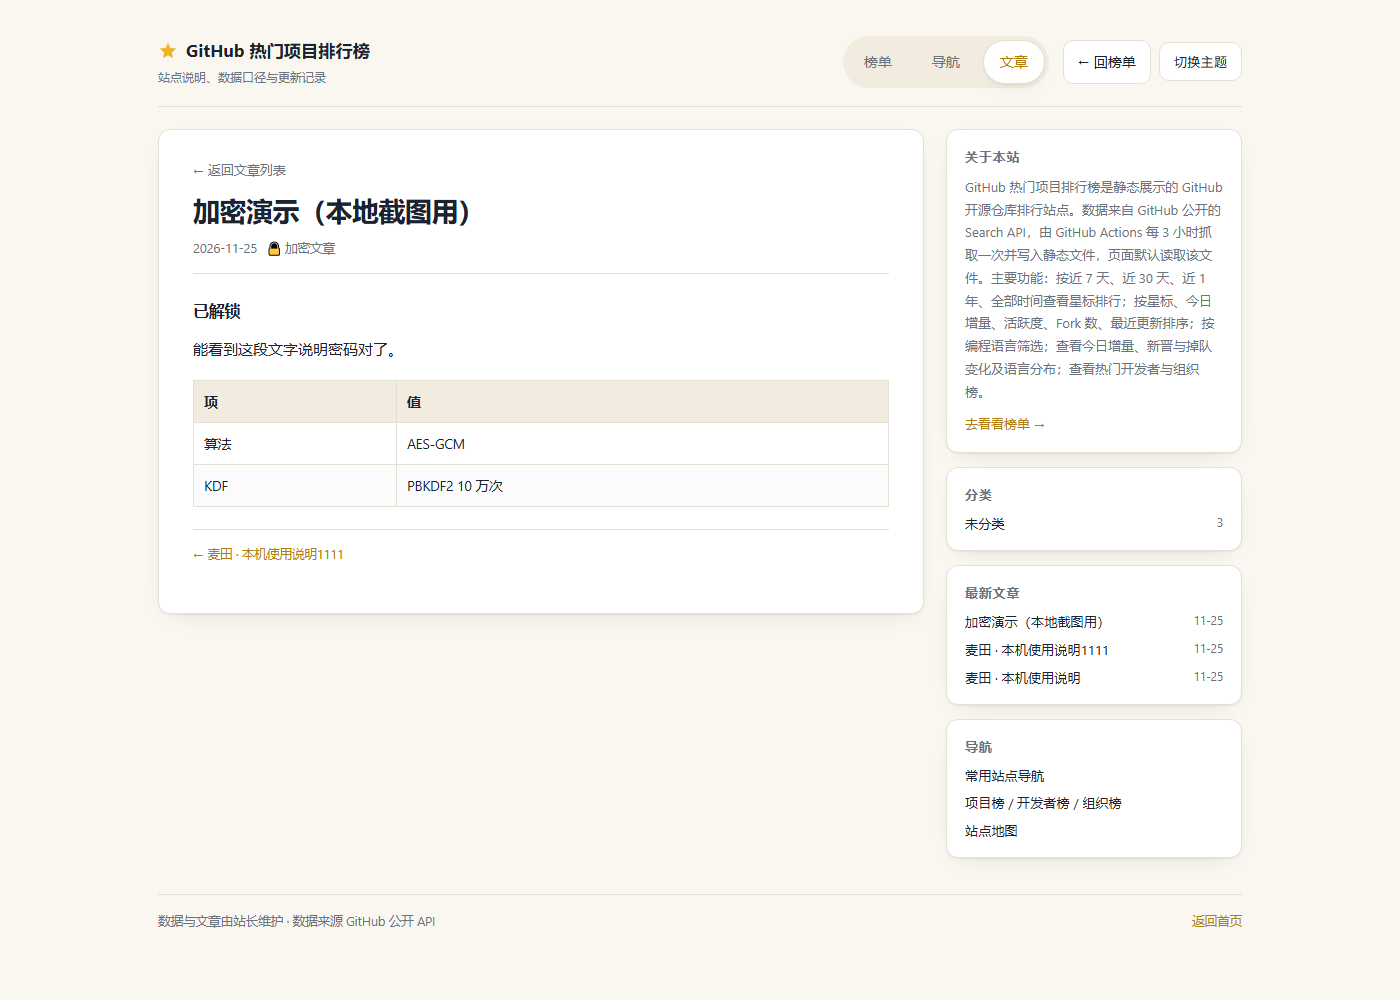 GitHub 热门项目排行榜
站点说明、数据口径与更新记录
榜单
导航
文章
← 回榜单
切换主题
← 返回文章列表
加密演示（本地截图用）
2026-11-25 🔒 加密文章
已解锁
能看到这段文字说明密码对了。
项 值
算法 AES-GCM
KDF PBKDF2 10 万次
← 麦田 · 本机使用说明1111
关于本站
GitHub 热门项目排行榜是静态展示的 GitHub
开源仓库排行站点。数据来自 GitHub 公开的
Search API，由 GitHub Actions 每 3 小时抓
取一次并写入静态文件，页面默认读取该文
件。主要功能：按近 7 天、近 30 天、近 1
年、全部时间查看星标排行；按星标、今日
增量、活跃度、Fork 数、最近更新排序；按
编程语言筛选；查看今日增量、新晋与掉队
变化及语言分布；查看热门开发者与组织
榜。
去看看榜单 →
分类
未分类 3
最新文章
加密演示（本地截图用） 11-25
麦田 · 本机使用说明1111 11-25
麦田 · 本机使用说明 11-25
导航
常用站点导航
项目榜 / 开发者榜 / 组织榜
站点地图
数据与文章由站长维护 · 数据来源 GitHub 公开 API
返回首页